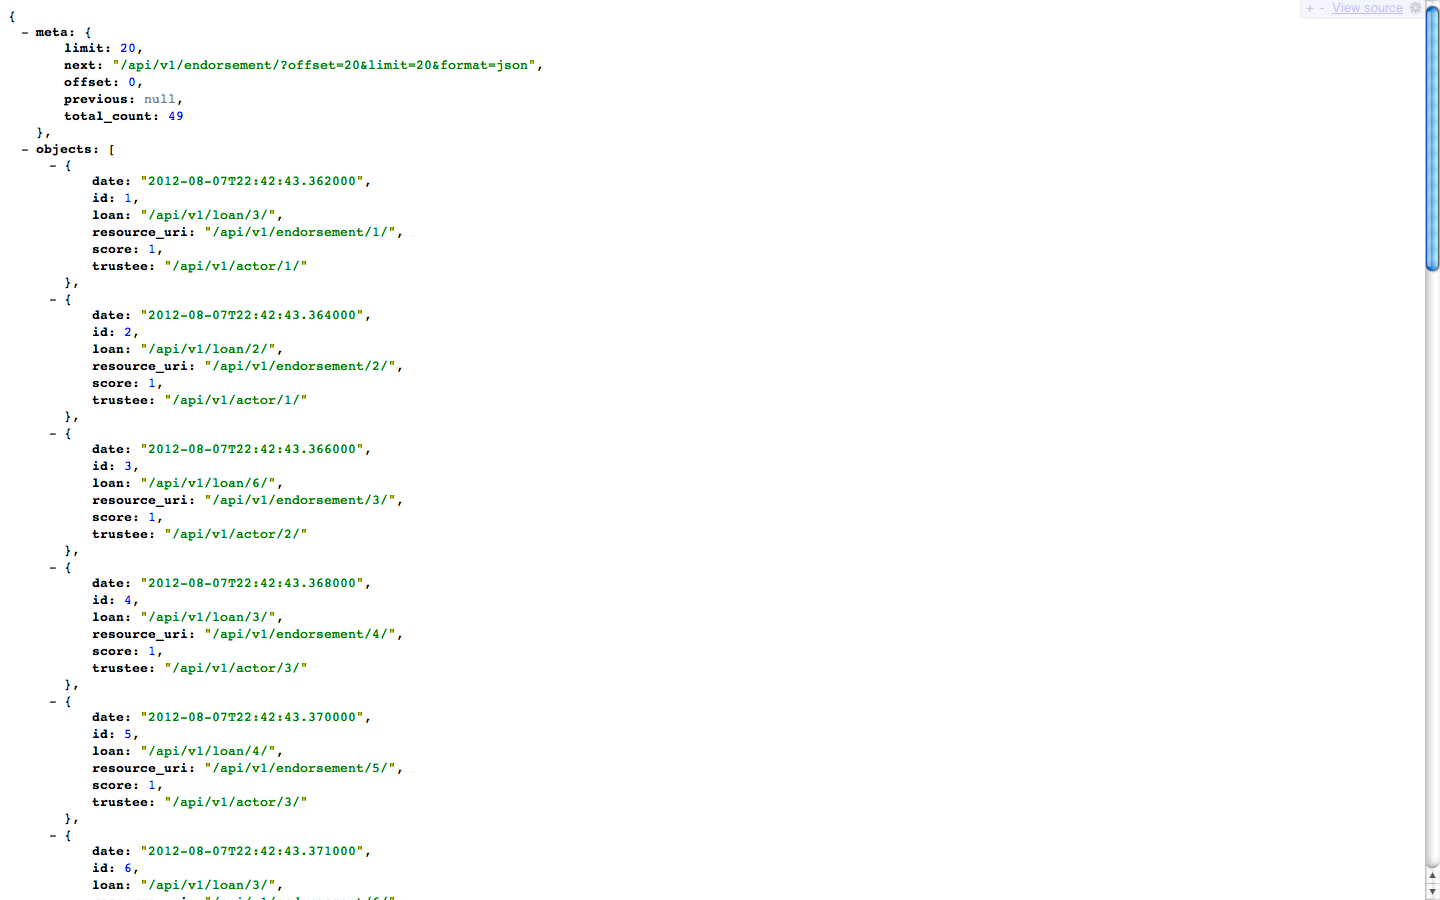 {
+ - View source
– meta: {
limit: 20,
next: "/api/v1/endorsement/?offset=20&limit=20&format=json",
offset: 0,
previous: null,
total_count: 49
},
– objects: [
– {
date: "2012-08-07T22:42:43.362000",
id: 1,
loan: "/api/v1/loan/3/",
resource_uri: "/api/v1/endorsement/1/",
score: 1,
trustee: "/api/v1/actor/1/"
},
– {
date: "2012-08-07T22:42:43.364000",
id: 2,
loan: "/api/v1/loan/2/",
resource_uri: "/api/v1/endorsement/2/",
score: 1,
trustee: "/api/v1/actor/1/"
},
– {
date: "2012-08-07T22:42:43.366000",
id: 3,
loan: "/api/v1/loan/6/",
resource_uri: "/api/v1/endorsement/3/",
score: 1,
trustee: "/api/v1/actor/2/"
},
– {
date: "2012-08-07T22:42:43.368000",
id: 4,
loan: "/api/v1/loan/3/",
resource_uri: "/api/v1/endorsement/4/",
score: 1,
trustee: "/api/v1/actor/3/"
},
– {
date: "2012-08-07T22:42:43.370000",
id: 5,
loan: "/api/v1/loan/4/",
resource_uri: "/api/v1/endorsement/5/",
score: 1,
trustee: "/api/v1/actor/3/"
},
– {
date: "2012-08-07T22:42:43.371000",
id: 6,
loan: "/api/v1/loan/3/",